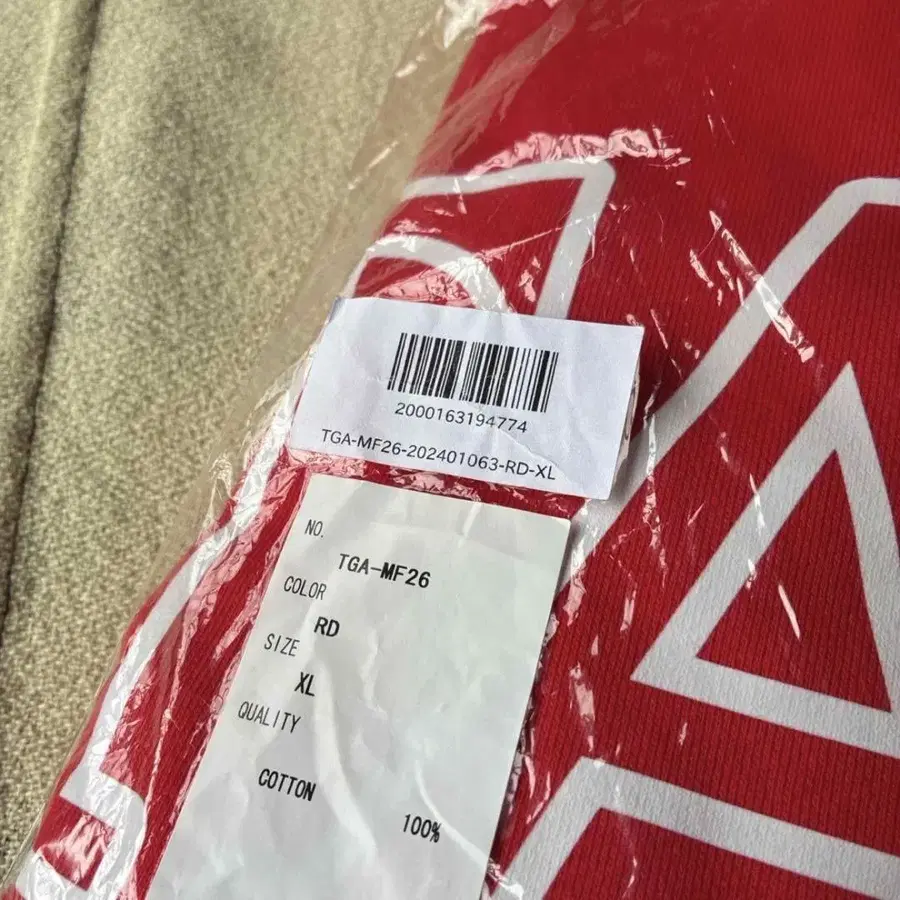 2000163194774
TGA-MF26-202401063-RD-XL
NO.
TGA-MF26
COLOR
RD
SIZE
XL
QUALITY
COTTON
100%